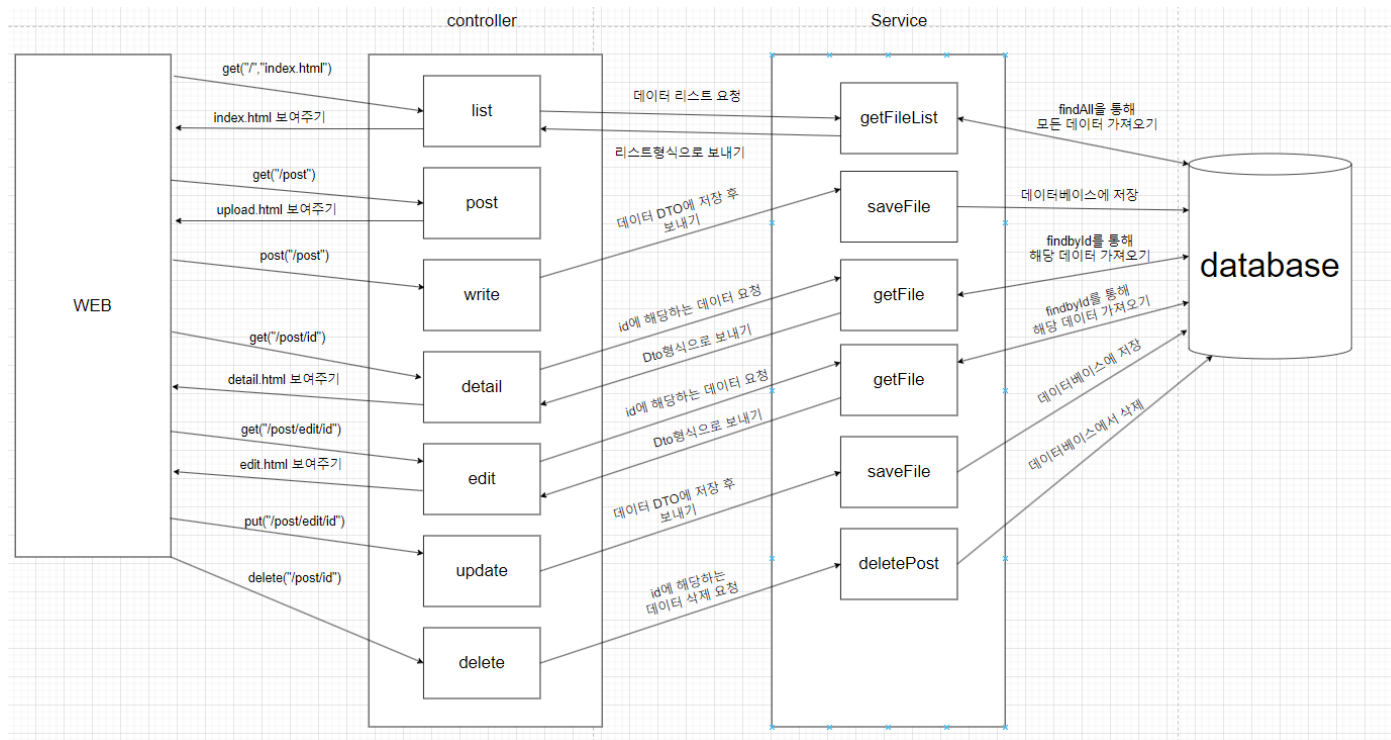 controller
Service
WEB
get("/","index.html")
index.html 보여주기
get("/post")
upload.html 보여주기
post("/post")
get("/post/id")
detail.html 보여주기
get("/post/edit/id")
edit.html 보여주기
put("/post/edit/id")
delete("/post/id")
list
post
write
detail
edit
update
delete
데이터 리스트 요청
리스트형식으로 보내기
데이터 DTO에 저장 후
보내기
id에 해당하는 데이터 요청
Dto형식으로 보내기
id에 해당하는 데이터 요청
Dto형식으로 보내기
데이터 DTO에 저장 후
보내기
id에 해당하는
데이터 삭제 요청
getFileList
saveFile
getFile
getFile
saveFile
deletePost
findAll을 통해
모든 데이터 가져오기
데이터베이스에 저장
findbyId를 통해
해당 데이터 가져오기
findbyId를 통해
해당 데이터 가져오기
데이터베이스에 저장
데이터베이스에서 삭제
database